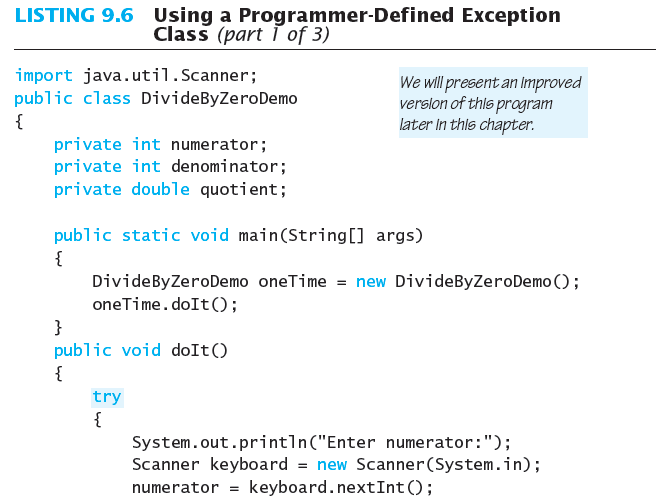 LISTING 9.6 Using a Programmer-Defined Exception
Class (part 1 of 3)
import java.util.Scanner;
public class DivideByZeroDemo
{
We will present an improved
version of this program
later in this chapter.
private int numerator;
private int denominator;
private double quotient;
public static void main(String[] args)
{
DivideByZeroDemo oneTime = new DivideByZeroDemo();
oneTime.doIt();
}
public void doIt()
{
try
{
System.out.println("Enter numerator:");
Scanner keyboard = new Scanner(System.in);
numerator = keyboard.nextInt();